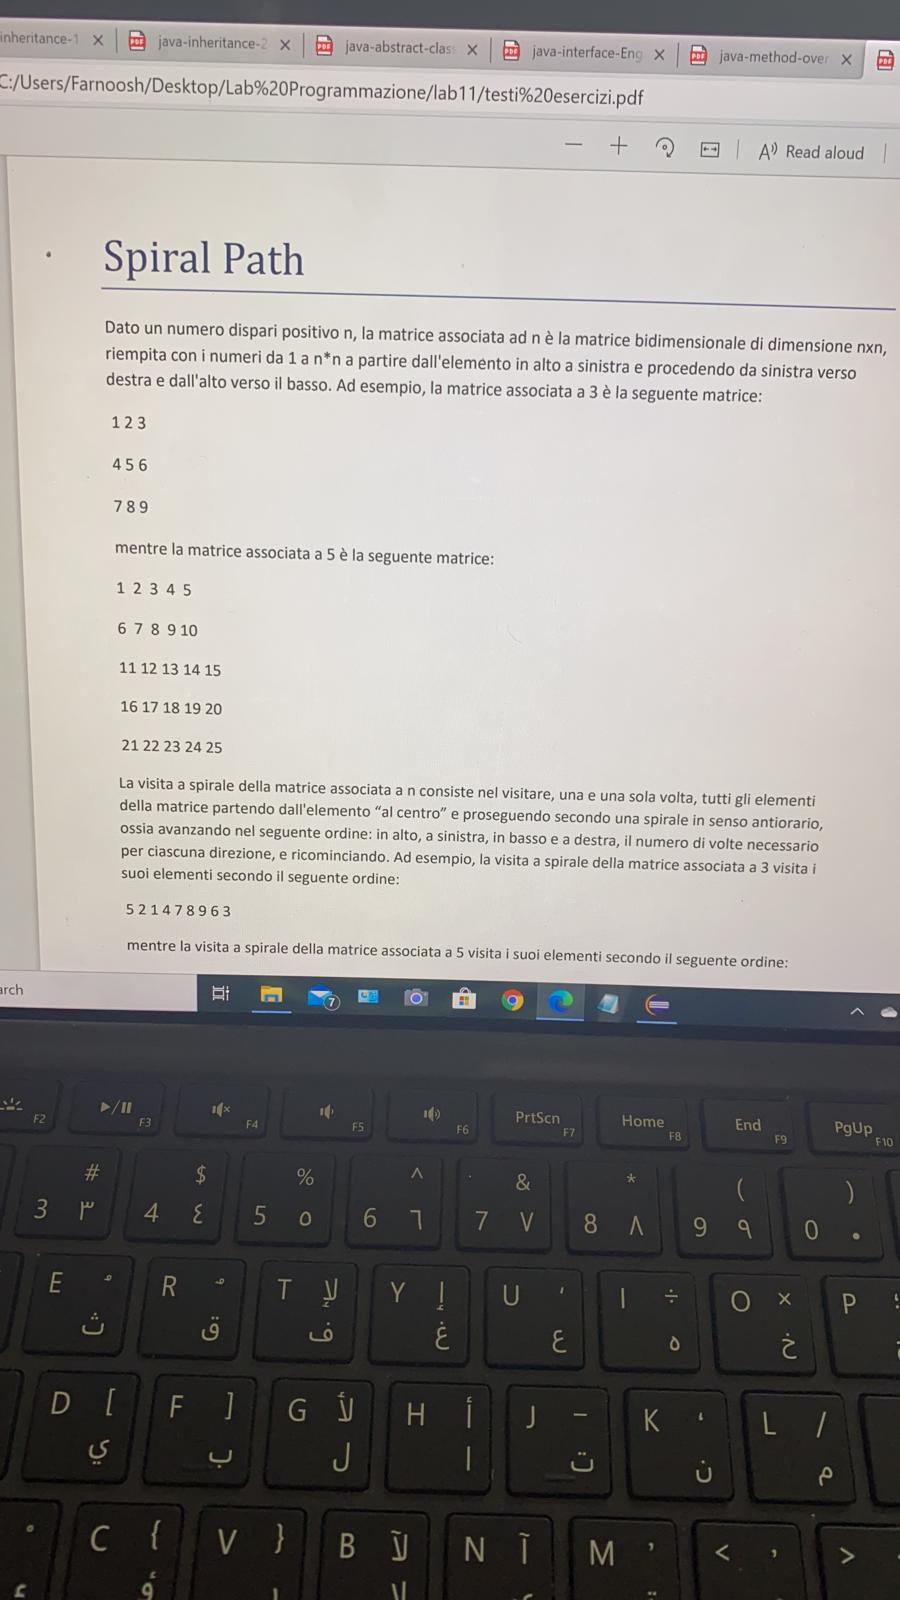 inheritance-1
java-inheritance-2
java-abstract-clas
java-interface-Eng
java-method-over
C:/Users/Farnoosh/Desktop/Lab%20Programmazione/lab11/testi%20esercizi.pdf
Read aloud
Spiral Path
Dato un numero dispari positivo n, la matrice associata ad n è la matrice bidimensionale di dimensione nxn,
riempita con i numeri da 1 a n*n a partire dall'elemento in alto a sinistra e procedendo da sinistra verso
destra e dall'alto verso il basso. Ad esempio, la matrice associata a 3 è la seguente matrice:
1 2 3
4 5 6
7 8 9
mentre la matrice associata a 5 è la seguente matrice:
1 2 3 4 5
6 7 8 9 10
11 12 13 14 15
16 17 18 19 20
21 22 23 24 25
La visita a spirale della matrice associata a n consiste nel visitare, una e una sola volta, tutti gli elementi
della matrice partendo dall'elemento “al centro” e proseguendo secondo una spirale in senso antiorario,
ossia avanzando nel seguente ordine: in alto, a sinistra, in basso e a destra, il numero di volte necessario
per ciascuna direzione, e ricominciando. Ad esempio, la visita a spirale della matrice associata a 3 visita i
suoi elementi secondo il seguente ordine:
5 2 1 4 7 8 9 6 3
mentre la visita a spirale della matrice associata a 5 visita i suoi elementi secondo il seguente ordine:
arch
7
F2 F3 F4 F5 F6 PrtScn F7 Home F8 End F9 PgUp F10
# $ % ^ & * ( )
3 ٣ 4 ٤ 5 ٥ 6 ٦ 7 ٧ 8 ٨ 9 ٩ 0 ٠
E R T لإ Y إ U ‘ I ÷ O × P
ث ق ف غ ع ه خ
D [ F ] G لأ H أ J - K ، L /
ي ب ل ا ت ن م
C { V } B لآ N آ M ’ < , >